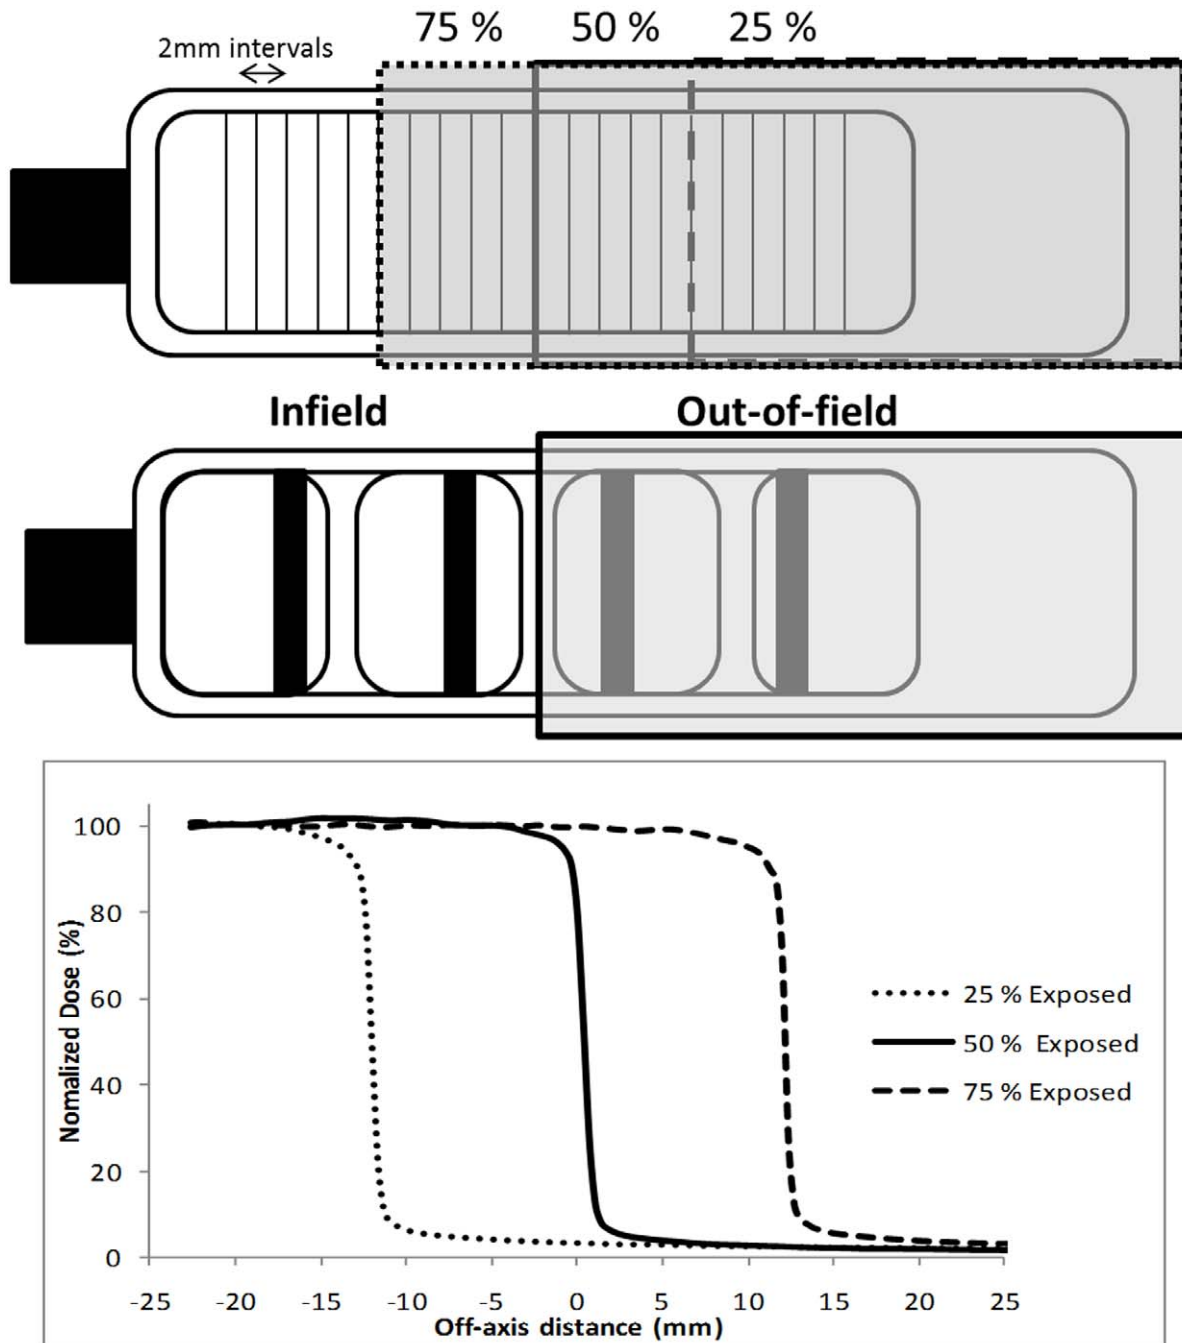 75 % 50 % 25 %
2mm intervals
Infield Out-of-field
100
80
60
40
20
0
Nomalized Dose (%)
25 % Exposed
50 % Exposed
75 % Exposed
-25 -20 -15 -10 -5 0 5 10 15 20 25
Off-axis distance (mm)